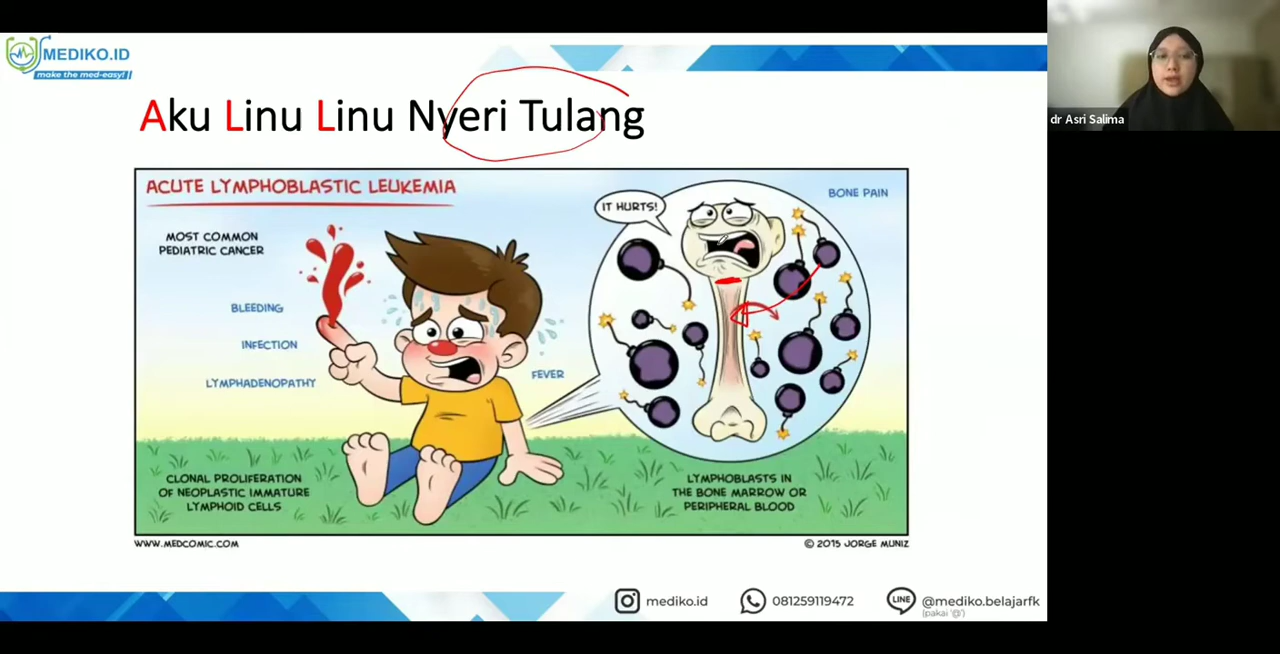 MEDIKO.ID
make the med-easy!
dr Asri Salima
Aku Linu Linu Nyeri Tulang
ACUTE LYMPHOBLASTIC LEUKEMIA
MOST COMMON
PEDIATRIC CANCER
BLEEDING
INFECTION
LYMPHADENOPATHY
FEVER
IT HURTS!
BONE PAIN
CLONAL PROLIFERATION
OF NEOPLASTIC IMMATURE
LYMPHOID CELLS
LYMPHOBLASTS IN
THE BONE MARROW OR
PERIPHERAL BLOOD
WWW.MEDCOMIC.COM
© 2015 JORGE MUNIZ
mediko.id
081259119472
LINE
@mediko.belajarfk
(pakai '@')